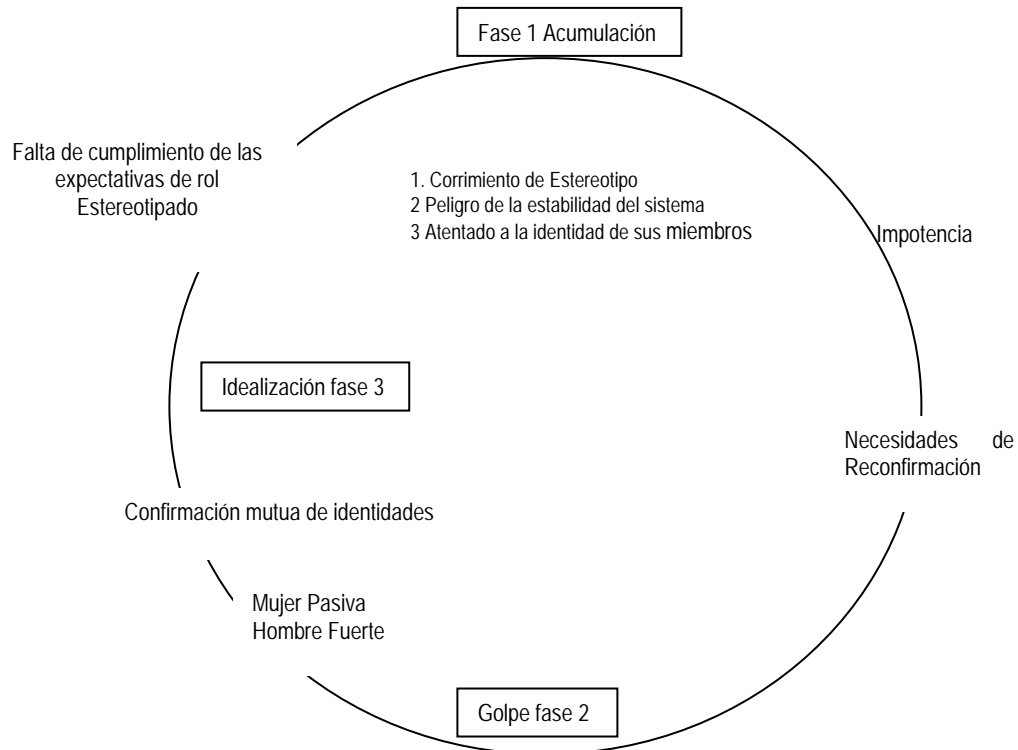 Fase 1 Acumulación
Falta de cumplimiento de las
expectativas de rol
Estereotipado
1. Corrimiento de Estereotipo
2 Peligro de la estabilidad del sistema
3 Atentado a la identidad de sus miembros
Impotencia
Idealización fase 3
Necesidades de
Reconfirmación
Confirmación mutua de identidades
Mujer Pasiva
Hombre Fuerte
Golpe fase 2